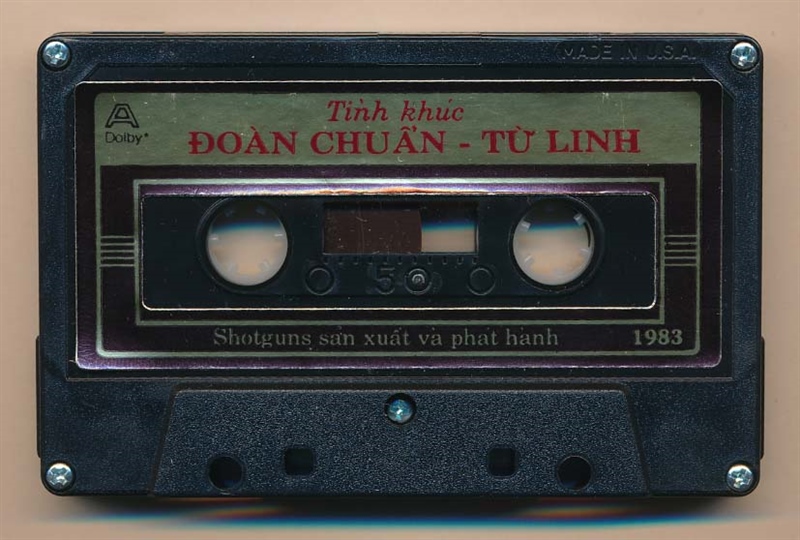 MADE IN U.S.A.
A
Dolby*
Tình khúc
ĐOÀN CHUẨN - TỪ LINH
5
Shotguns sản xuất và phát hành 1983